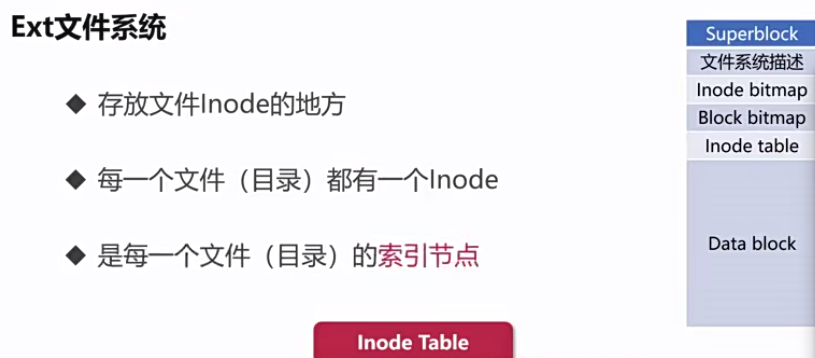 Ext文件系统
◆ 存放文件Inode的地方
◆ 每一个文件（目录）都有一个Inode
◆ 是每一个文件（目录）的索引节点
Inode Table
Superblock
文件系统描述
Inode bitmap
Block bitmap
Inode table
Data block